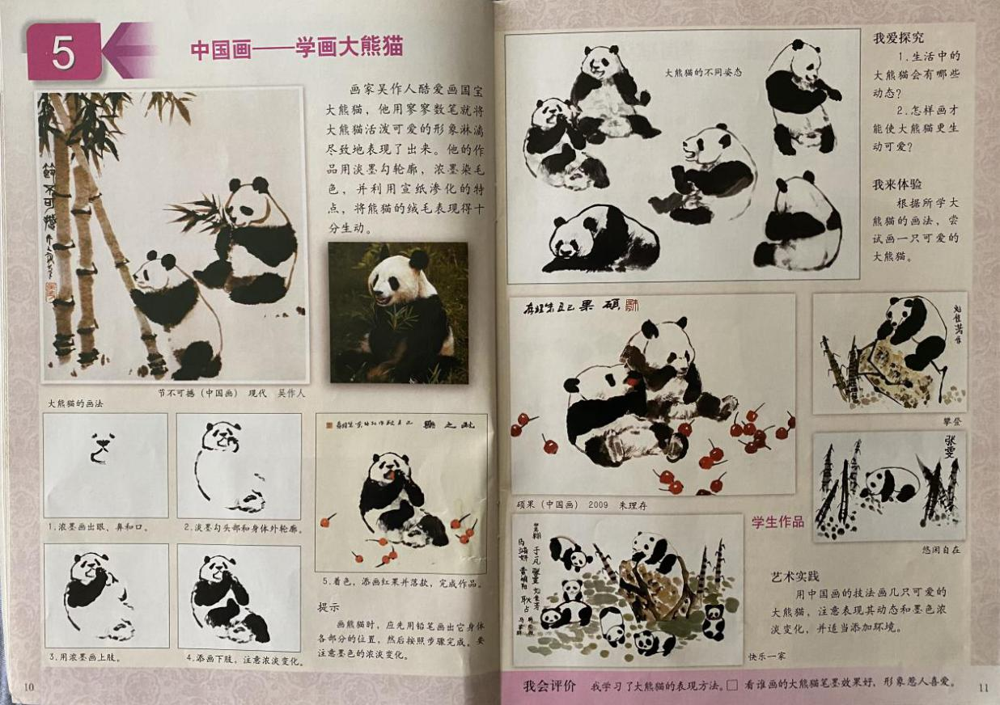 5
中国画——学画大熊猫
画家吴作人酷爱画国宝
大熊猫，他用寥寥数笔就将
大熊猫活泼可爱的形象淋漓
尽致地表现了出来。他的作
品用淡墨勾轮廓，浓墨染毛
色，并利用宣纸渗化的特
点，将熊猫的绒毛表现得十
分生动。
节不可撼
节不可撼（中国画） 现代 吴作人
大熊猫的画法
1.浓墨画出眼、鼻和口。
2.淡墨勾头部和身体外轮廓。
3.用浓墨画上肢。
4.添画下肢，注意浓淡变化。
5.着色，添画红果并落款，完成作品。
提示
画熊猫时，应先用铅笔画出它身体
各部分的位置，然后按照步骤完成。要
注意墨色的浓淡变化。
10
大熊猫的不同姿态
我爱探究
1.生活中的
大熊猫会有哪些
动态？
2.怎样画才
能使大熊猫更生
动可爱？
我来体验
根据所学大
熊猫的画法，尝
试画一只可爱的
大熊猫。
硕果 己丑朱理存
硕果（中国画） 2009 朱理存
攀登
张雯
悠闲自在
学生作品
快乐一家
艺术实践
用中国画的技法画几只可爱的
大熊猫，注意表现其动态和墨色浓
淡变化，并适当添加环境。
我会评价 我学习了大熊猫的表现方法。□ 看谁画的大熊猫笔墨效果好，形象惹人喜爱。
11